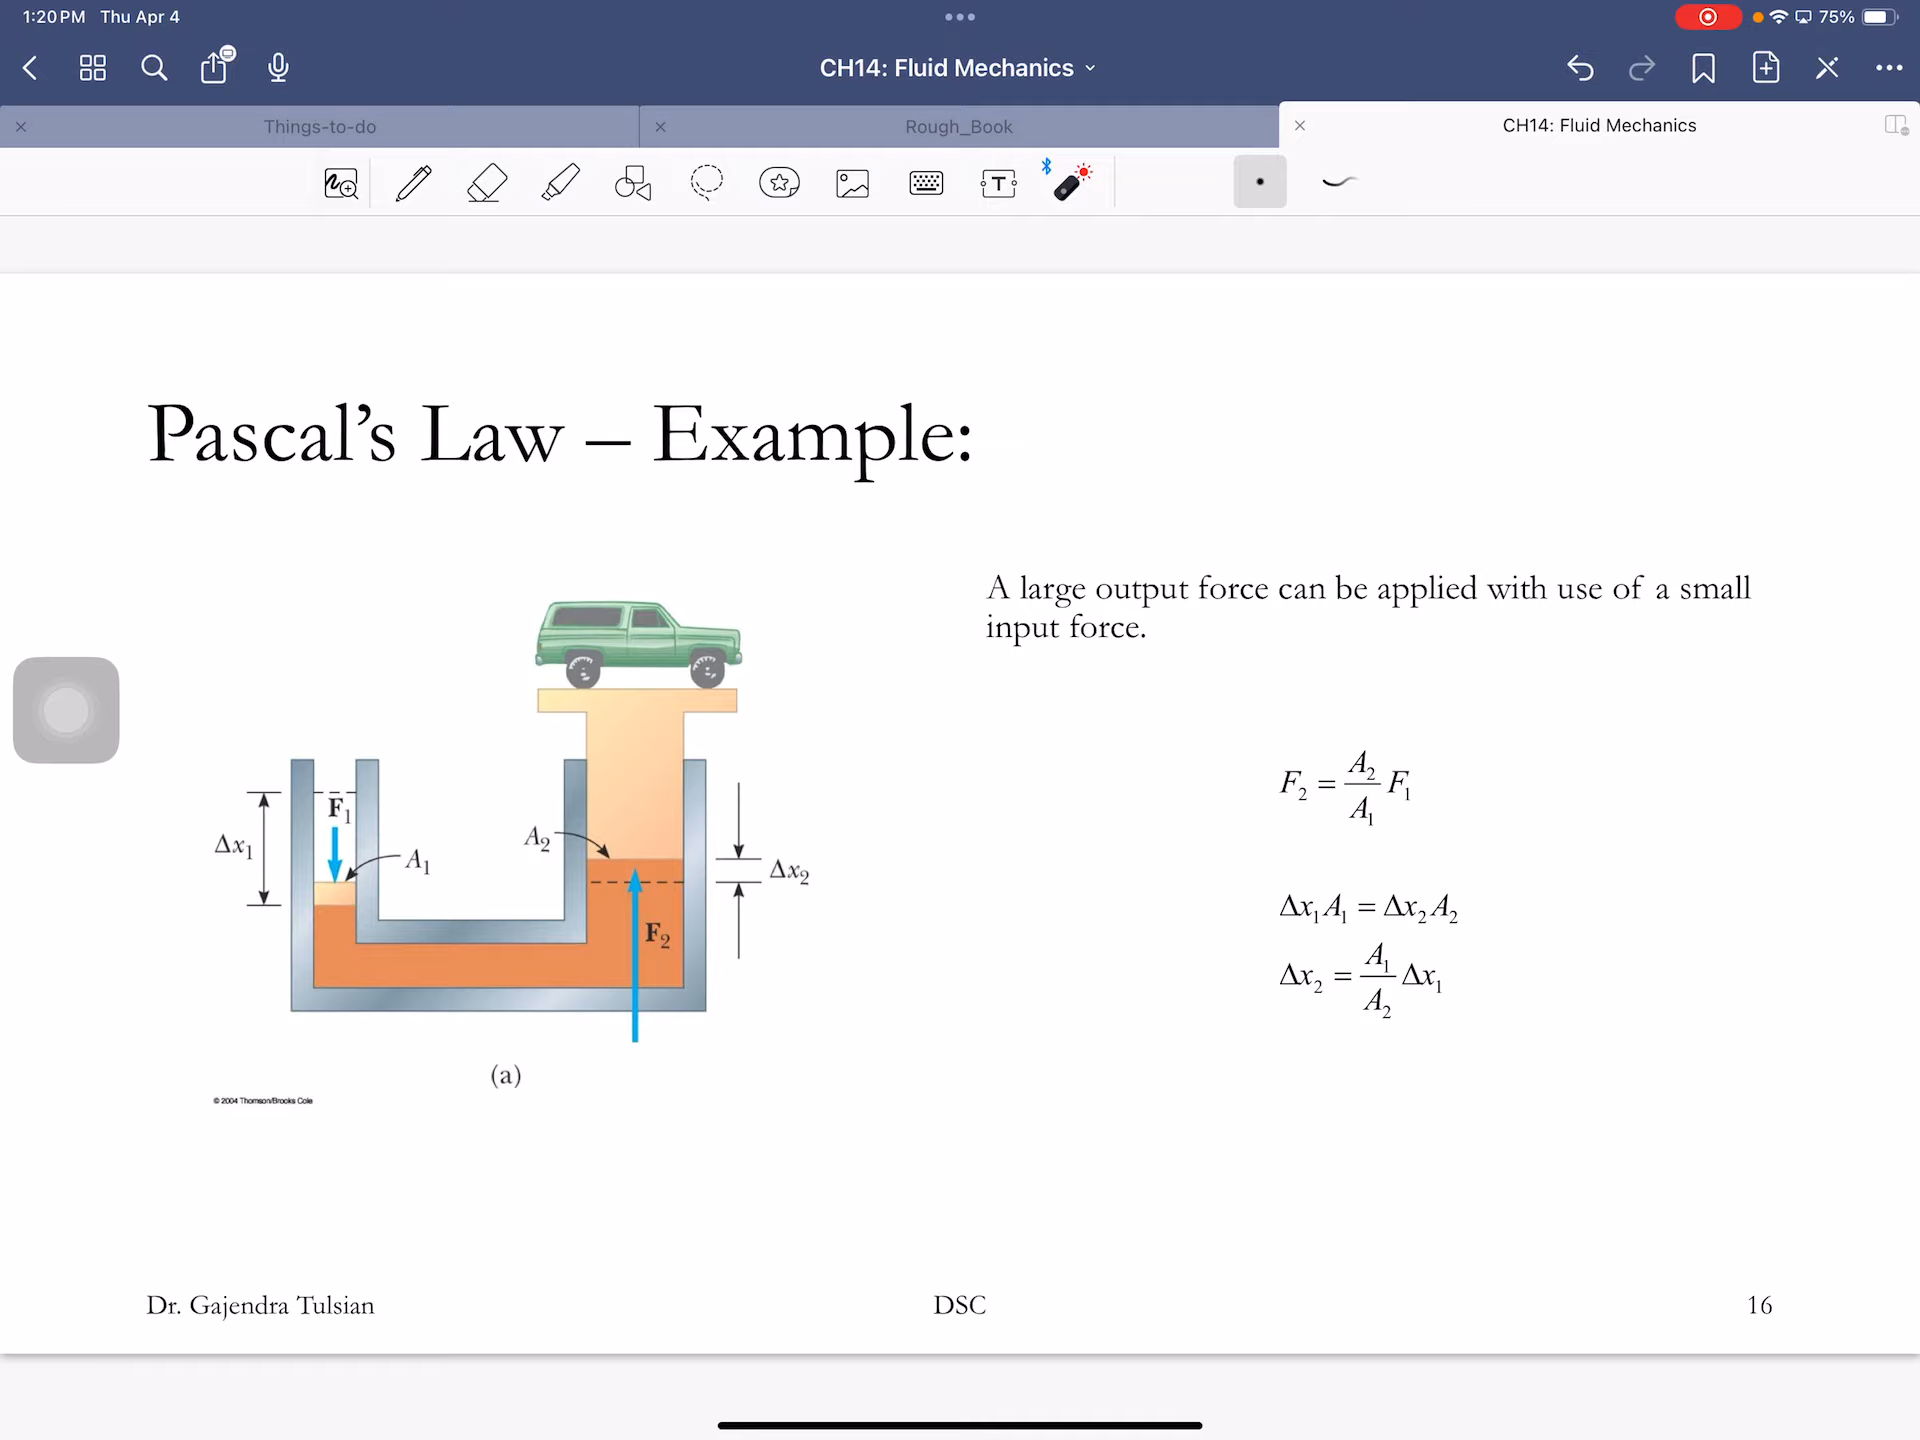 1:20 PM Thu Apr 4
75%
CH14: Fluid Mechanics
Things-to-do
Rough_Book
CH14: Fluid Mechanics
T
Pascal’s Law – Example:
A large output force can be applied with use of a small
input force.
F₂ = A₂/A₁ F₁
Δx₁A₁ = Δx₂A₂
Δx₂ = A₁/A₂ Δx₁
Δx₁
F₁
A₁
A₂
Δx₂
F₂
(a)
© 2004 Thomson/Brooks Cole
Dr. Gajendra Tulsian
DSC
16